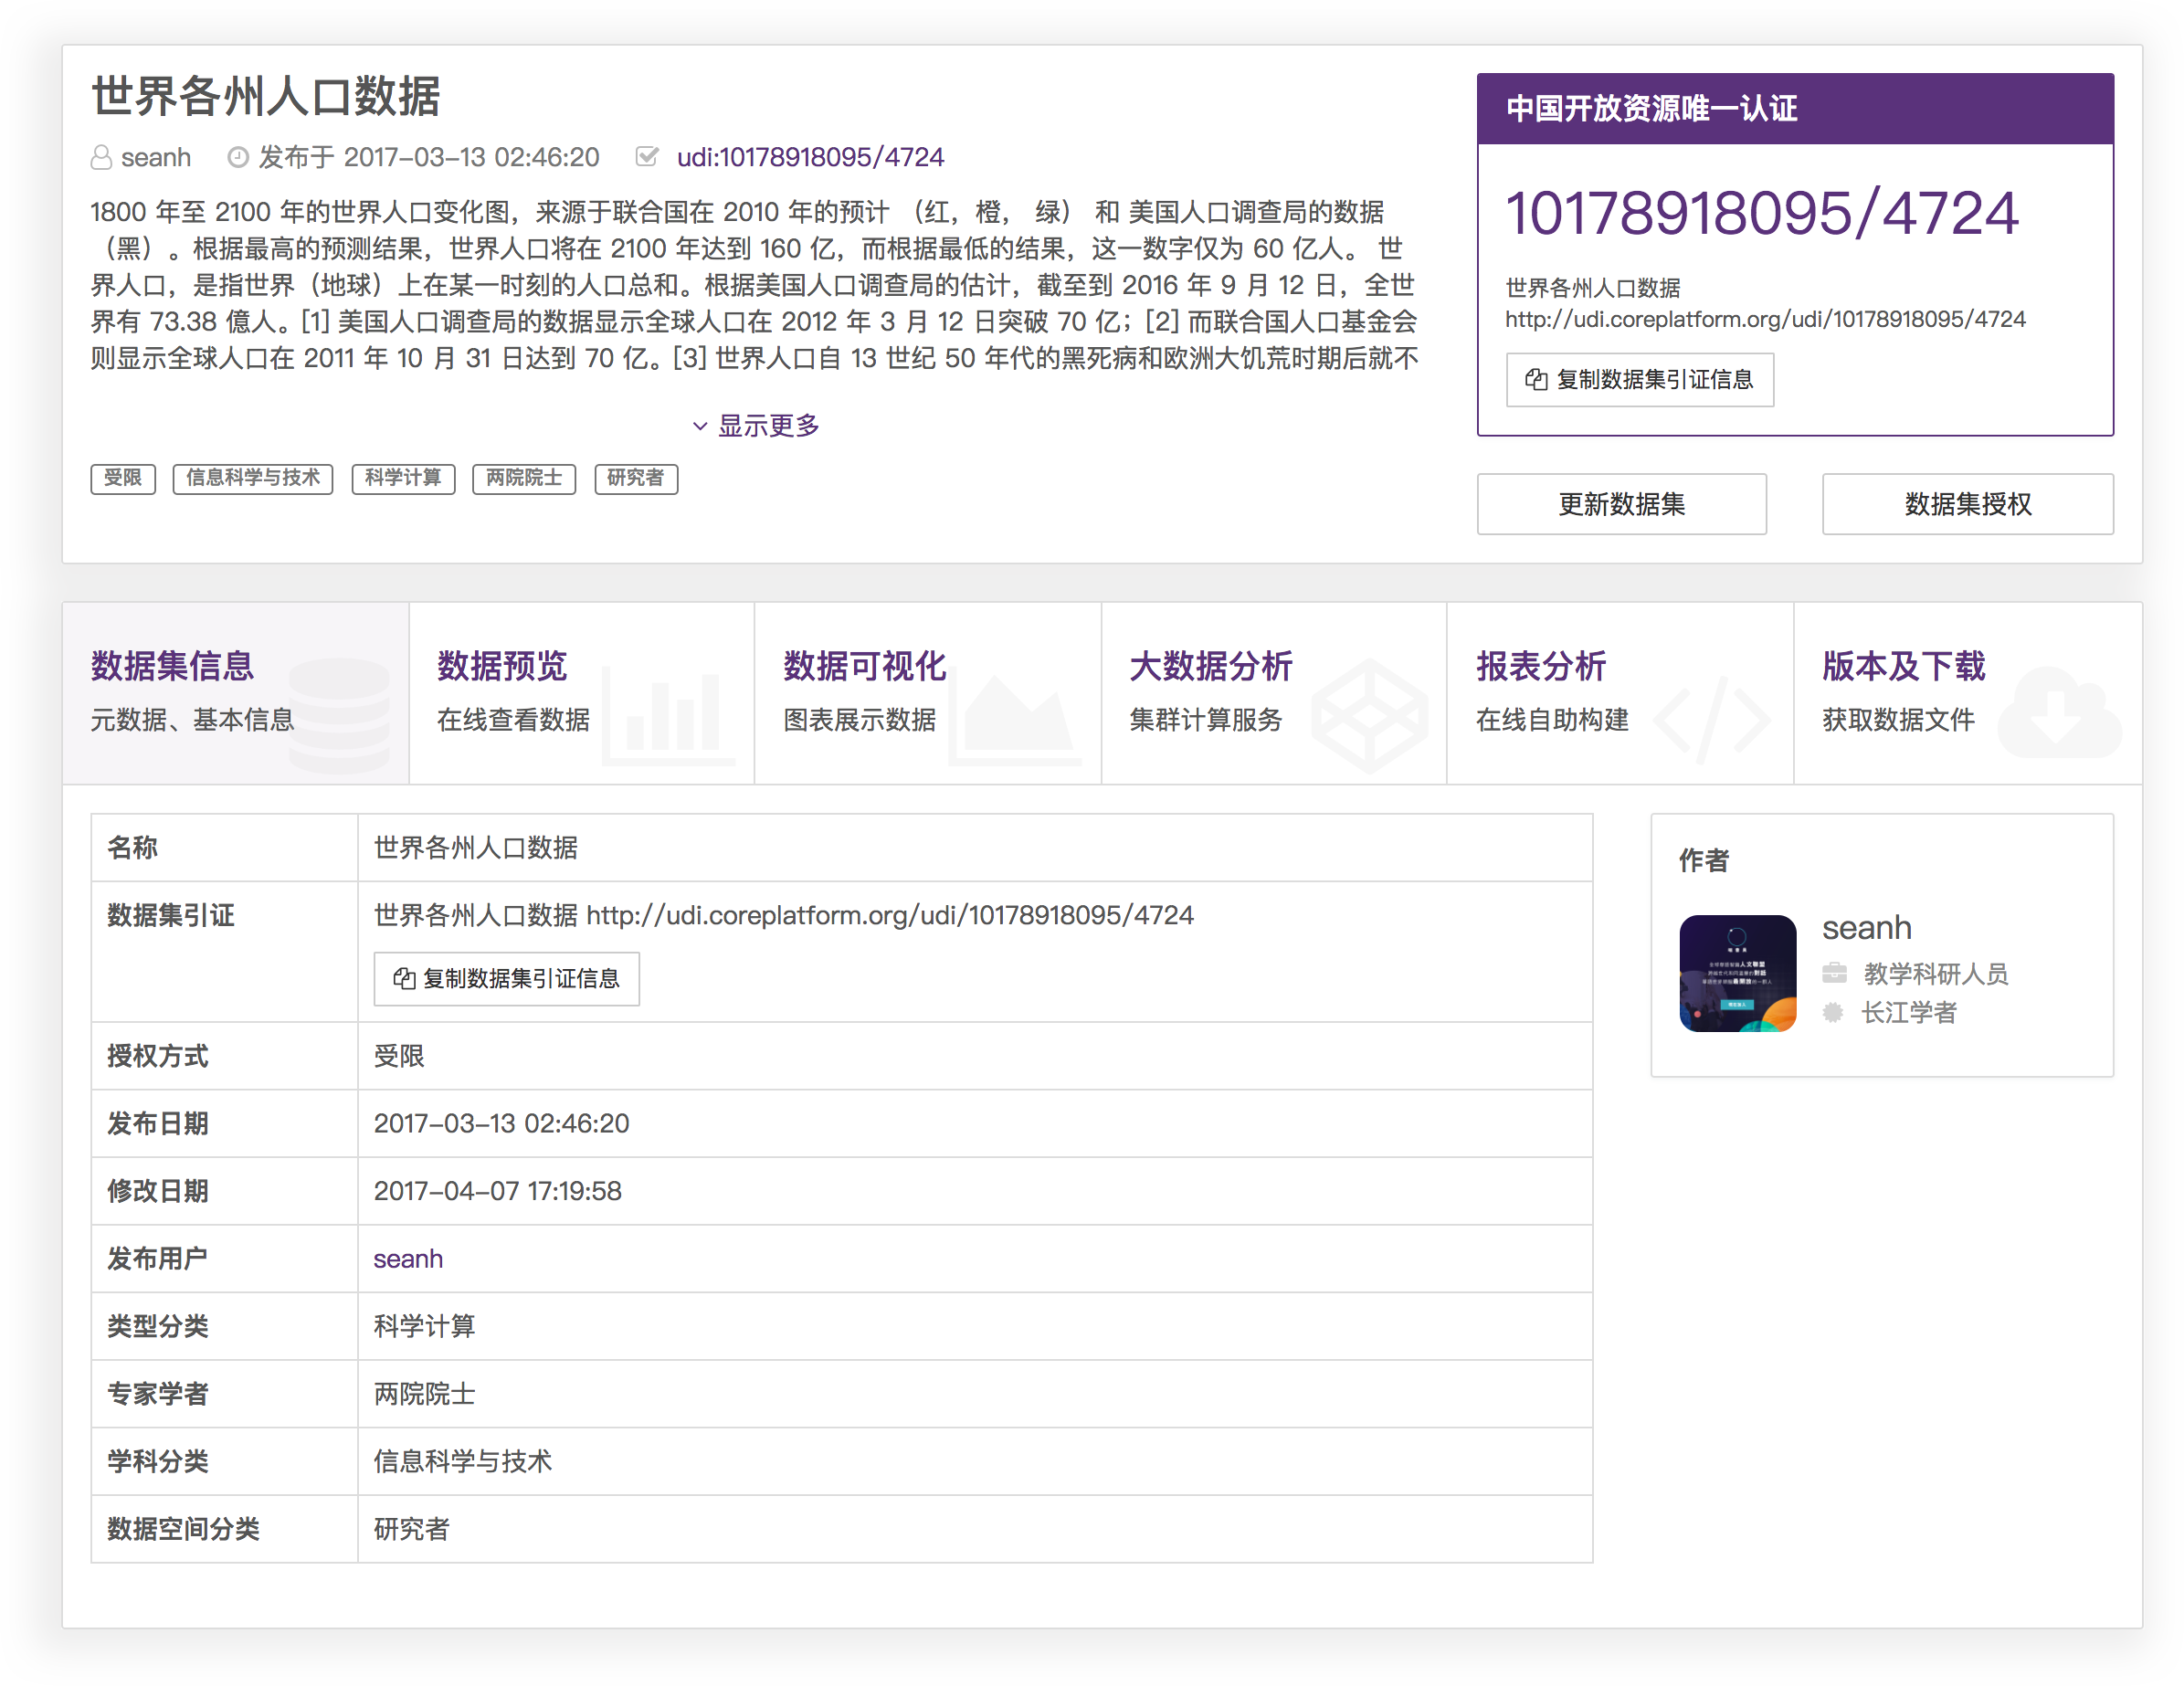 世界各州人口数据
seanh 发布于 2017-03-13 02:46:20 udi:10178918095/4724
1800 年至 2100 年的世界人口变化图，来源于联合国在 2010 年的预计 （红，橙， 绿） 和 美国人口调查局的数据
（黑）。根据最高的预测结果，世界人口将在 2100 年达到 160 亿，而根据最低的结果，这一数字仅为 60 亿人。 世
界人口，是指世界（地球）上在某一时刻的人口总和。根据美国人口调查局的估计，截至到 2016 年 9 月 12 日，全世
界有 73.38 億人。[1] 美国人口调查局的数据显示全球人口在 2012 年 3 月 12 日突破 70 亿；[2] 而联合国人口基金会
则显示全球人口在 2011 年 10 月 31 日达到 70 亿。[3] 世界人口自 13 世纪 50 年代的黑死病和欧洲大饥荒时期后就不
显示更多
受限 信息科学与技术 科学计算 两院院士 研究者
中国开放资源唯一认证
10178918095/4724
世界各州人口数据
http://udi.coreplatform.org/udi/10178918095/4724
复制数据集引证信息
更新数据集 数据集授权
数据集信息
元数据、基本信息
数据预览
在线查看数据
数据可视化
图表展示数据
大数据分析
集群计算服务
报表分析
在线自助构建
版本及下载
获取数据文件
名称 世界各州人口数据
数据集引证 世界各州人口数据 http://udi.coreplatform.org/udi/10178918095/4724
复制数据集引证信息
授权方式 受限
发布日期 2017-03-13 02:46:20
修改日期 2017-04-07 17:19:58
发布用户 seanh
类型分类 科学计算
专家学者 两院院士
学科分类 信息科学与技术
数据空间分类 研究者
作者
seanh
教学科研人员
长江学者